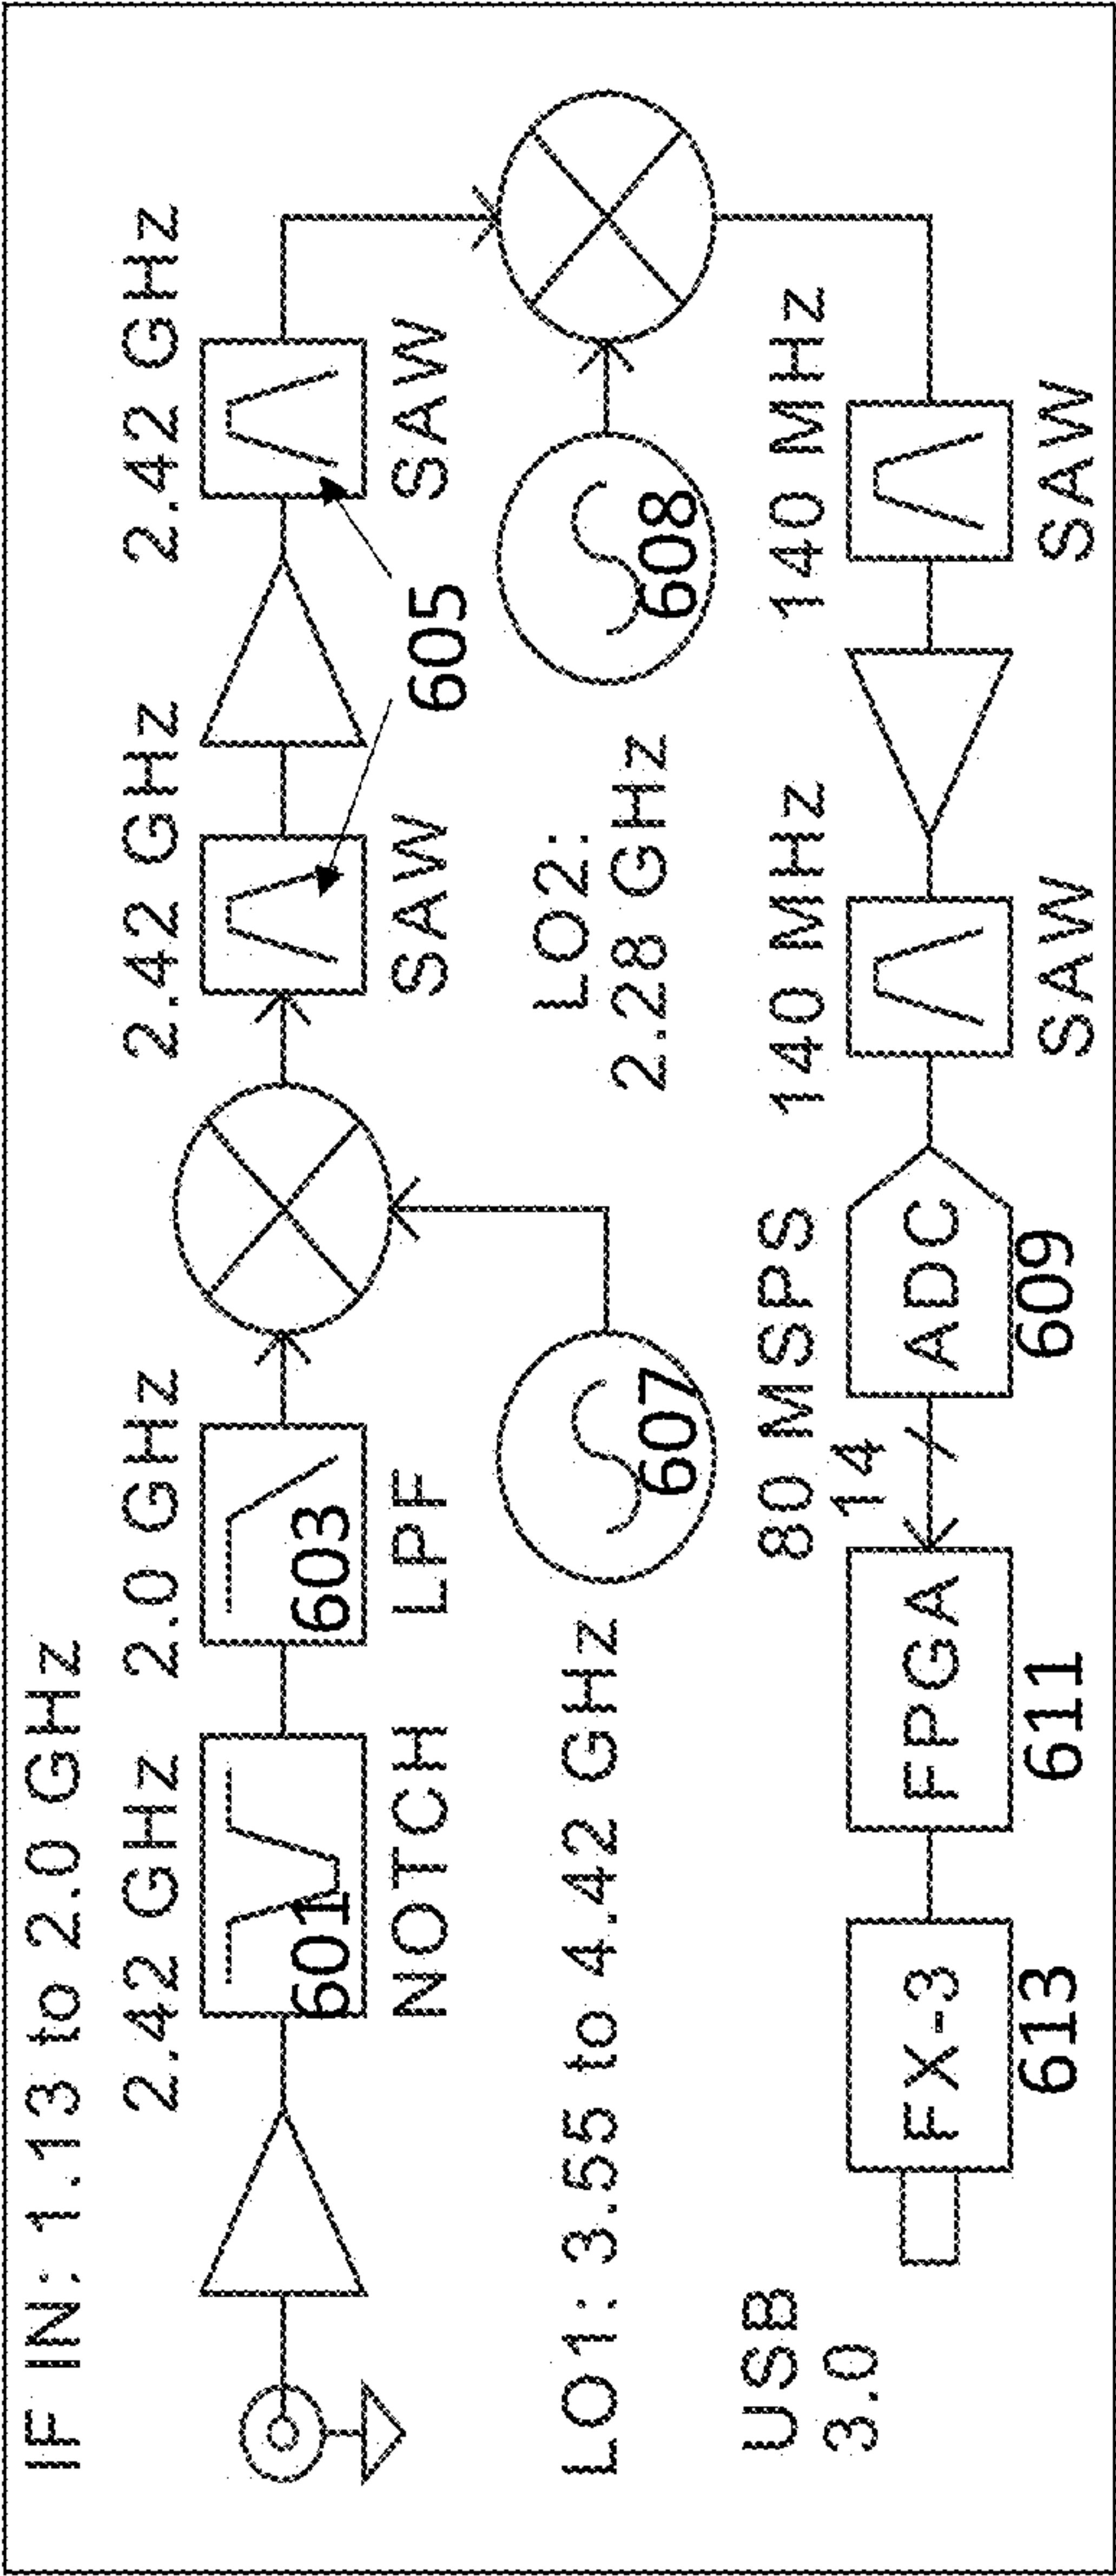 IF IN: 1.13 to 2.0 GHz
2.42 GHz
2.0 GHz
2.42 GHz
2.42 GHz
601
603
NOTCH
LPF
SAW
SAW
605
LO1: 3.55 to 4.42 GHz
607
LO2:
2.28 GHz
608
USB
3.0
80 MSPS
14
140 MHz
140 MHz
FX-3
FPGA
ADC
613
611
609
SAW
SAW